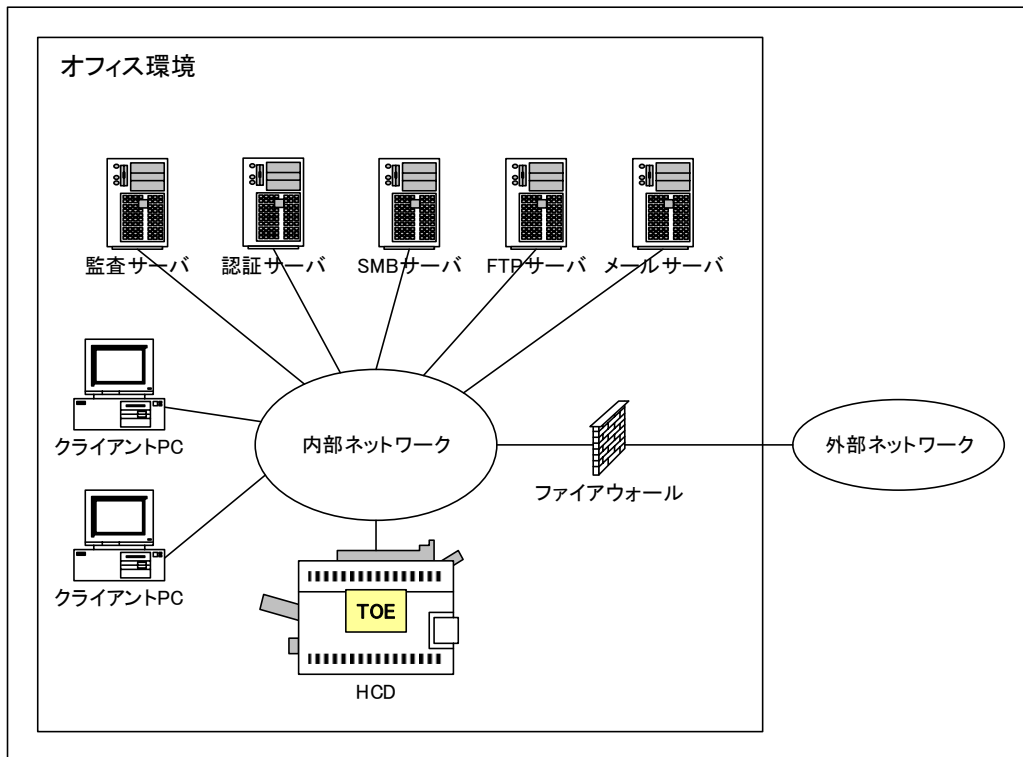 オフィス環境
監査サーバ 認証サーバ SMBサーバ FTPサーバ メールサーバ
クライアントPC
内部ネットワーク
外部ネットワーク
ファイアウォール
クライアントPC
TOE
HCD